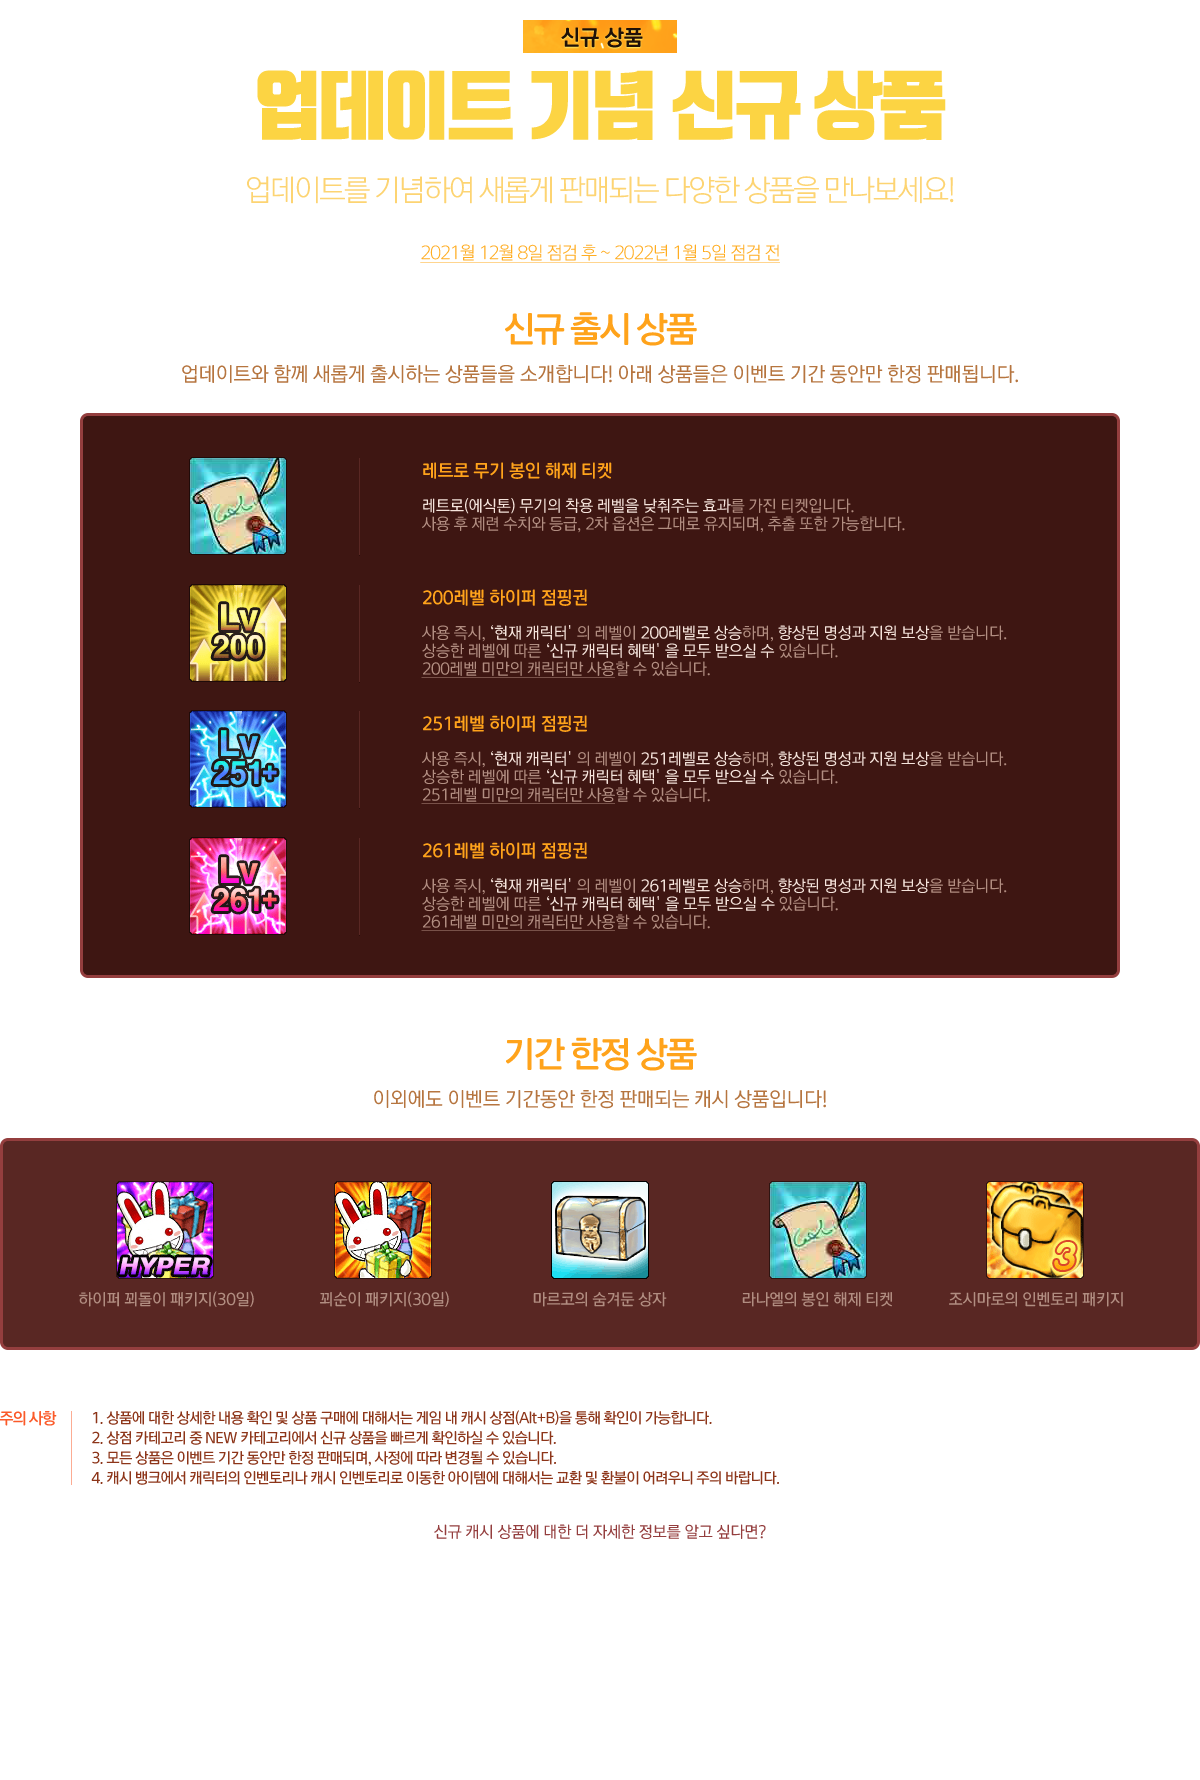 신규 상품
업데이트 기념 신규 상품
업데이트를 기념하여 새롭게 판매되는 다양한 상품을 만나보세요!
2021월 12월 8일 점검 후 ~ 2022년 1월 5일 점검 전
신규 출시 상품
업데이트와 함께 새롭게 출시하는 상품들을 소개합니다! 아래 상품들은 이벤트 기간 동안만 한정 판매됩니다.
레트로 무기 봉인 해제 티켓
레트로(에식톤) 무기의 착용 레벨을 낮춰주는 효과를 가진 티켓입니다.
사용 후 제련 수치와 등급, 2차 옵션은 그대로 유지되며, 추출 또한 가능합니다.
Lv
200
200레벨 하이퍼 점핑권
사용 즉시, ‘현재 캐릭터' 의 레벨이 200레벨로 상승하며, 향상된 명성과 지원 보상을 받습니다.
상승한 레벨에 따른 ‘신규 캐릭터 혜택' 을 모두 받으실 수 있습니다.
200레벨 미만의 캐릭터만 사용할 수 있습니다.
Lv
251+
251레벨 하이퍼 점핑권
사용 즉시, ‘현재 캐릭터' 의 레벨이 251레벨로 상승하며, 향상된 명성과 지원 보상을 받습니다.
상승한 레벨에 따른 ‘신규 캐릭터 혜택' 을 모두 받으실 수 있습니다.
251레벨 미만의 캐릭터만 사용할 수 있습니다.
Lv
261+
261레벨 하이퍼 점핑권
사용 즉시, ‘현재 캐릭터' 의 레벨이 261레벨로 상승하며, 향상된 명성과 지원 보상을 받습니다.
상승한 레벨에 따른 ‘신규 캐릭터 혜택' 을 모두 받으실 수 있습니다.
261레벨 미만의 캐릭터만 사용할 수 있습니다.
기간 한정 상품
이외에도 이벤트 기간동안 한정 판매되는 캐시 상품입니다!
HYPER
3
하이퍼 꾀돌이 패키지(30일)
꾀순이 패키지(30일)
마르코의 숨겨둔 상자
라나엘의 봉인 해제 티켓
조시마로의 인벤토리 패키지
주의 사항
1. 상품에 대한 상세한 내용 확인 및 상품 구매에 대해서는 게임 내 캐시 상점(Alt+B)을 통해 확인이 가능합니다.
2. 상점 카테고리 중 NEW 카테고리에서 신규 상품을 빠르게 확인하실 수 있습니다.
3. 모든 상품은 이벤트 기간 동안만 한정 판매되며, 사정에 따라 변경될 수 있습니다.
4. 캐시 뱅크에서 캐릭터의 인벤토리나 캐시 인벤토리로 이동한 아이템에 대해서는 교환 및 환불이 어려우니 주의 바랍니다.
신규 캐시 상품에 대한 더 자세한 정보를 알고 싶다면?